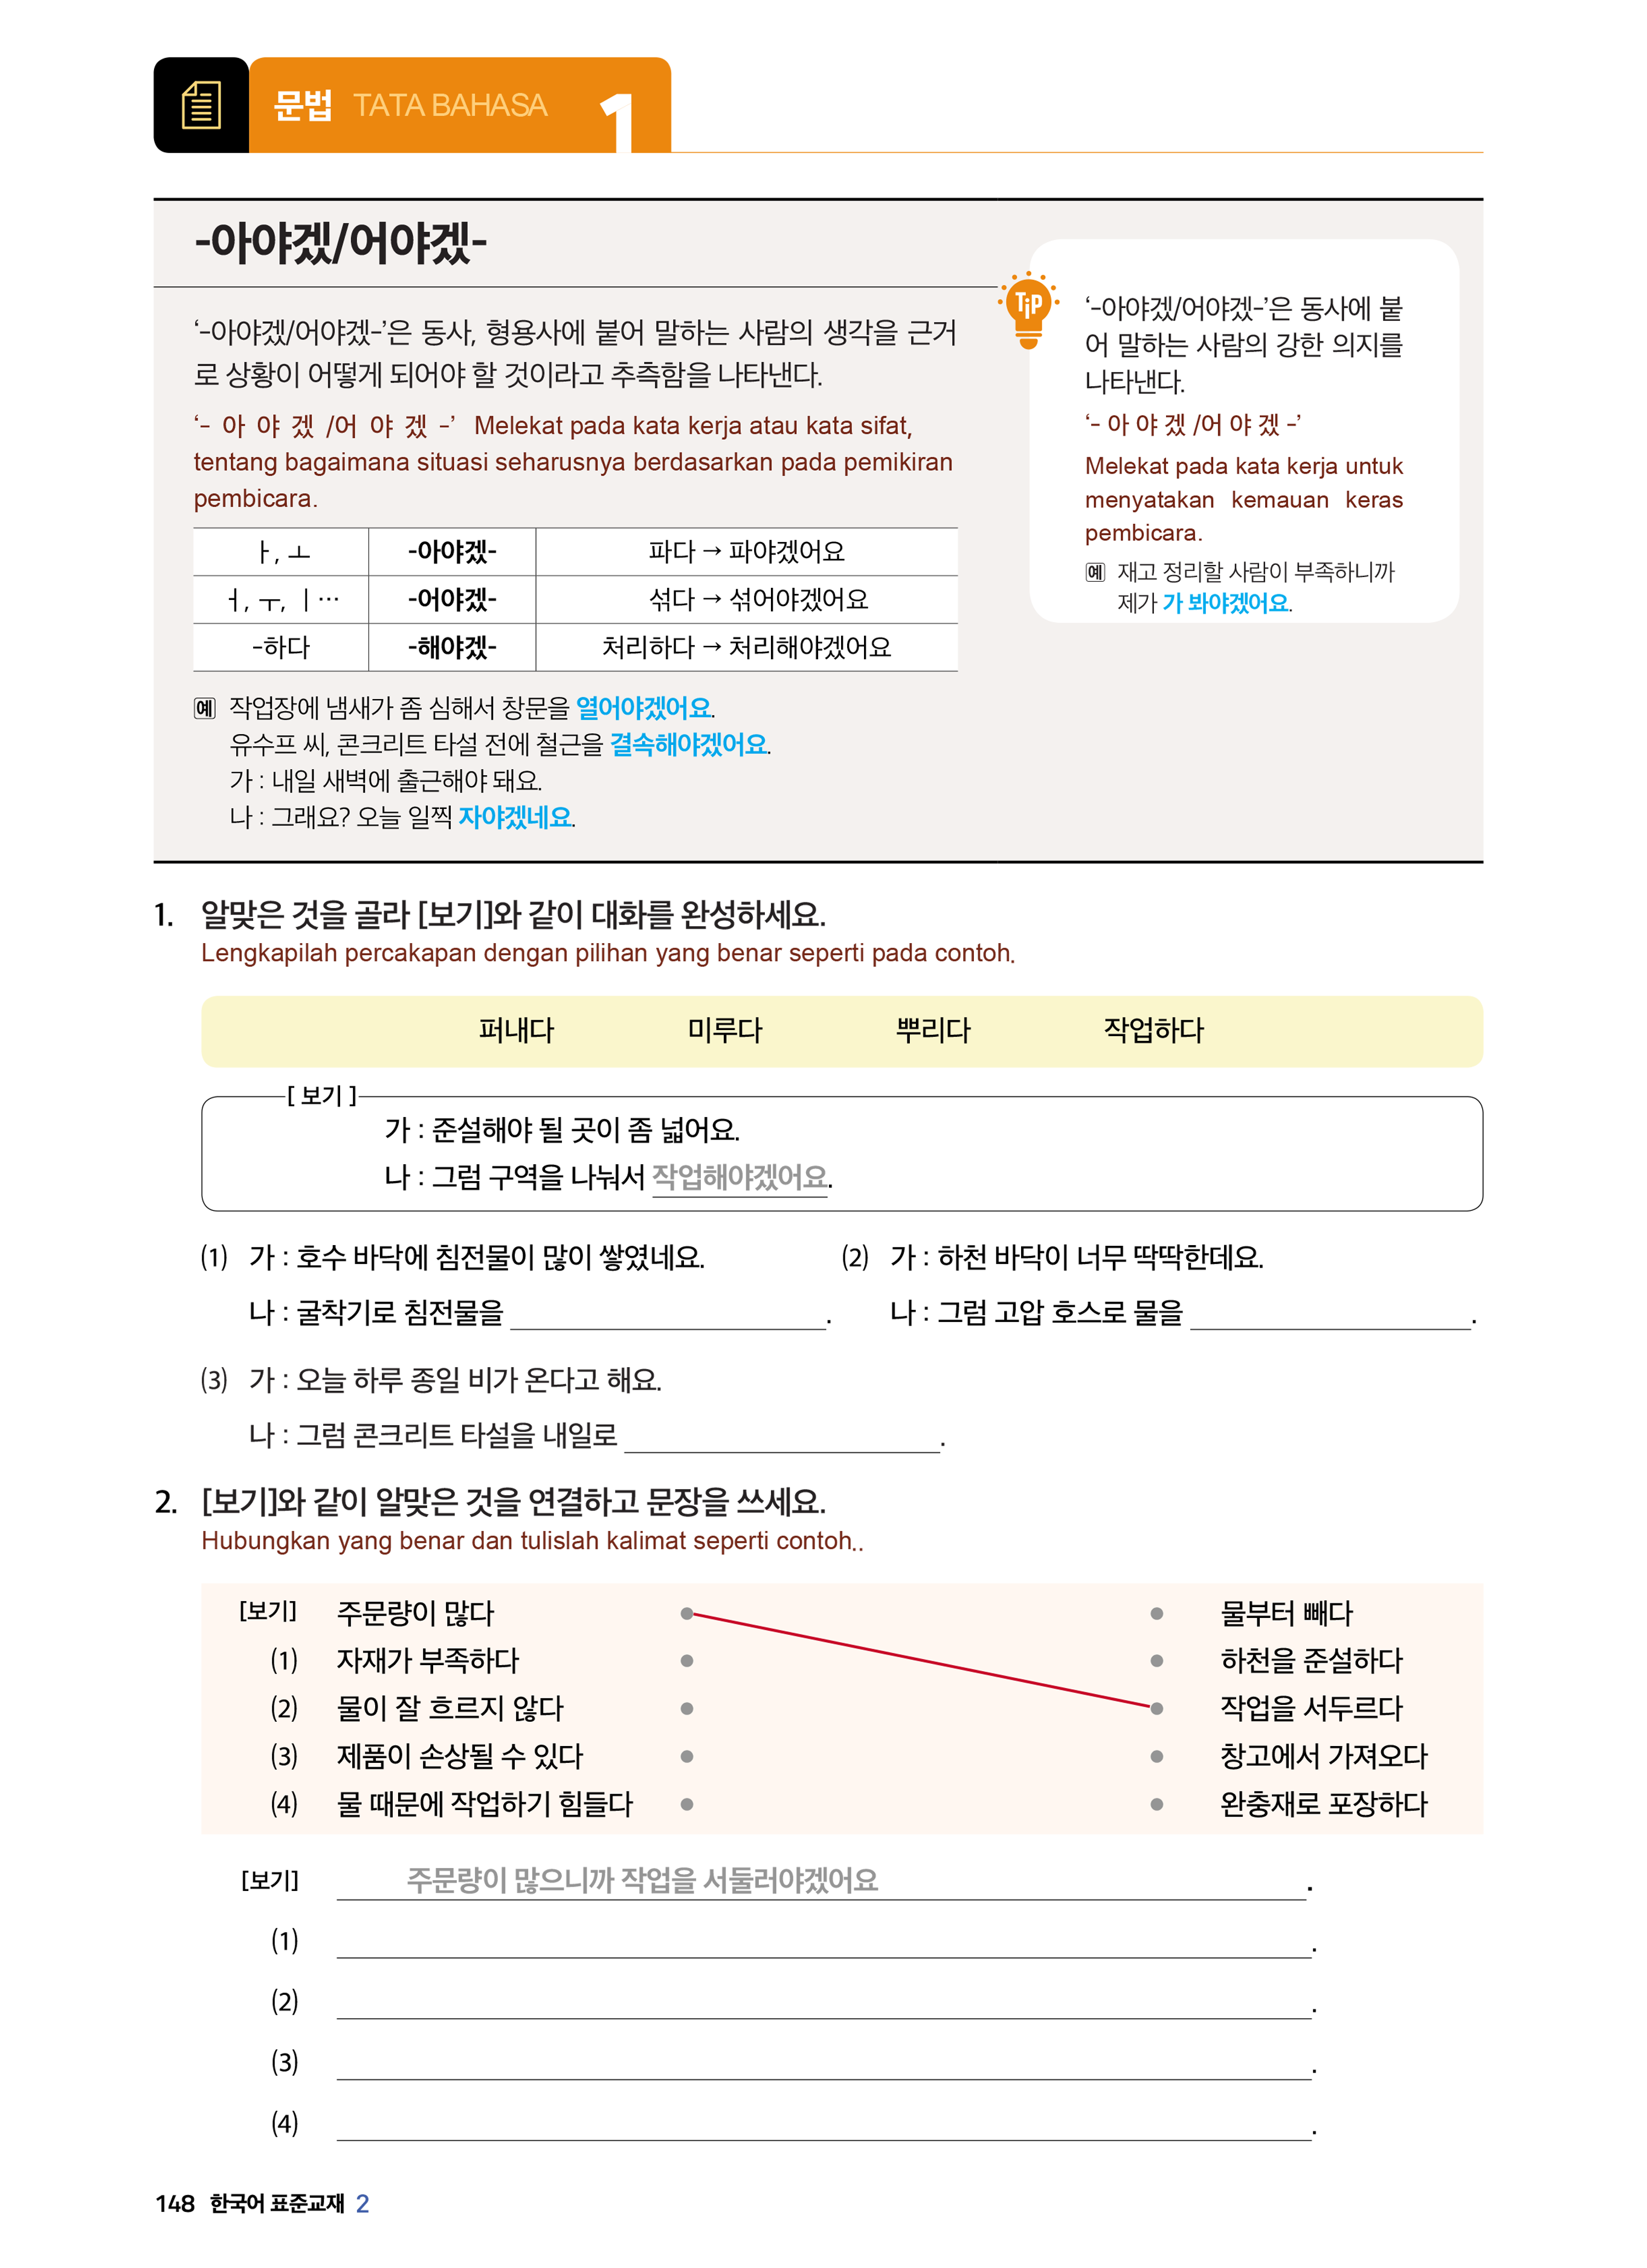 문법 TATA BAHASA 1
-아야겠/어야겠-
‘-아야겠/어야겠-’은 동사, 형용사에 붙어 말하는 사람의 생각을 근거
로 상황이 어떻게 되어야 할 것이라고 추측함을 나타낸다.
‘- 아 야 겠 /어 야 겠 -’ Melekat pada kata kerja atau kata sifat,
tentang bagaimana situasi seharusnya berdasarkan pada pemikiran
pembicara.
ㅏ, ㅗ -아야겠- 파다 → 파야겠어요
ㅓ, ㅜ, ㅣ… -어야겠- 섞다 → 섞어야겠어요
-하다 -해야겠- 처리하다 → 처리해야겠어요
예 작업장에 냄새가 좀 심해서 창문을 열어야겠어요.
유수프 씨, 콘크리트 타설 전에 철근을 결속해야겠어요.
가 : 내일 새벽에 출근해야 돼요.
나 : 그래요? 오늘 일찍 자야겠네요.
TiP
‘-아야겠/어야겠-’은 동사에 붙
어 말하는 사람의 강한 의지를
나타낸다.
‘- 아 야 겠 /어 야 겠 -’
Melekat pada kata kerja untuk
menyatakan kemauan keras
pembicara.
예 재고 정리할 사람이 부족하니까
제가 가 봐야겠어요.
1. 알맞은 것을 골라 [보기]와 같이 대화를 완성하세요.
Lengkapilah percakapan dengan pilihan yang benar seperti pada contoh.
퍼내다 미루다 뿌리다 작업하다
[ 보기 ]
가 : 준설해야 될 곳이 좀 넓어요.
나 : 그럼 구역을 나눠서 작업해야겠어요.
(1) 가 : 호수 바닥에 침전물이 많이 쌓였네요.
나 : 굴착기로 침전물을 .
(2) 가 : 하천 바닥이 너무 딱딱한데요.
나 : 그럼 고압 호스로 물을 .
(3) 가 : 오늘 하루 종일 비가 온다고 해요.
나 : 그럼 콘크리트 타설을 내일로 .
2. [보기]와 같이 알맞은 것을 연결하고 문장을 쓰세요.
Hubungkan yang benar dan tulislah kalimat seperti contoh..
[보기] 주문량이 많다 물부터 빼다
(1) 자재가 부족하다 하천을 준설하다
(2) 물이 잘 흐르지 않다 작업을 서두르다
(3) 제품이 손상될 수 있다 창고에서 가져오다
(4) 물 때문에 작업하기 힘들다 완충재로 포장하다
[보기] 주문량이 많으니까 작업을 서둘러야겠어요 .
(1) .
(2) .
(3) .
(4) .
148 한국어 표준교재 2